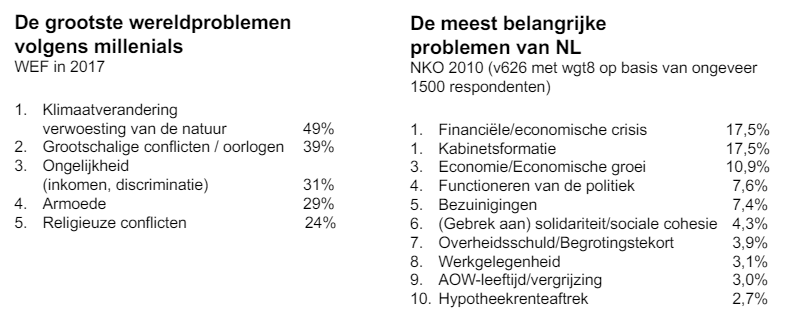 De grootste wereldproblemen
volgens millenials
WEF in 2017
1. Klimaatverandering
verwoesting van de natuur 49%
2. Grootschalige conflicten / oorlogen 39%
3. Ongelijkheid
(inkomen, discriminatie) 31%
4. Armoede 29%
5. Religieuze conflicten 24%
De meest belangrijke
problemen van NL
NKO 2010 (v626 met wgt8 op basis van ongeveer
1500 respondenten)
1. Financiële/economische crisis 17,5%
1. Kabinetsformatie 17,5%
3. Economie/Economische groei 10,9%
4. Functioneren van de politiek 7,6%
5. Bezuinigingen 7,4%
6. (Gebrek aan) solidariteit/sociale cohesie 4,3%
7. Overheidsschuld/Begrotingstekort 3,9%
8. Werkgelegenheid 3,1%
9. AOW-leeftijd/vergrijzing 3,0%
10. Hypotheekrenteaftrek 2,7%